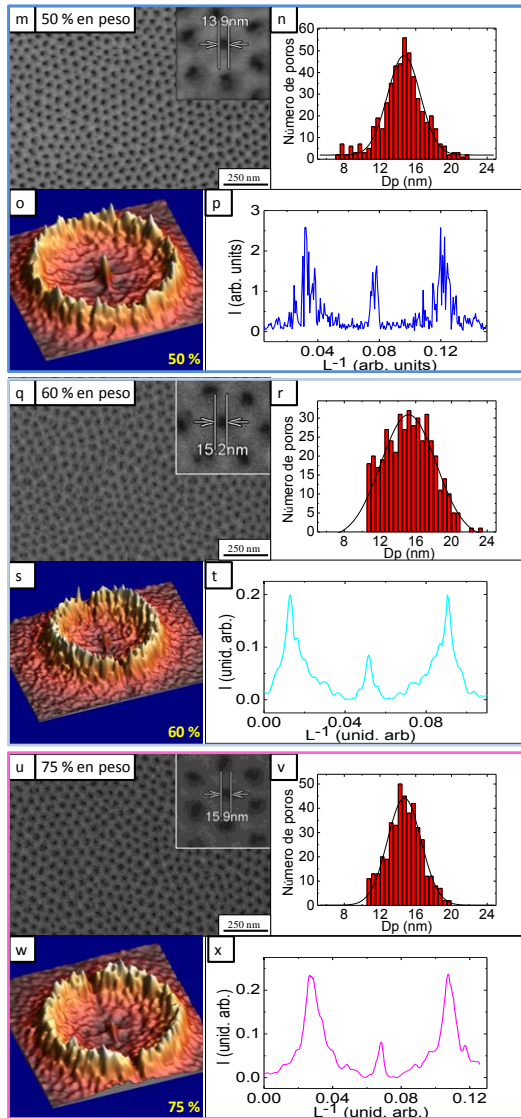 m
50 % en peso
13.9nm
250 nm
n
Número de poros
60
50
40
30
20
10
0
8 12 16 20 24
Dp (nm)
o
50 %
p
I (arb. units)
3
2
1
0
0.04 0.08 0.12
L-1 (arb. units)
q
60 % en peso
15.2nm
250 nm
r
Número de poros
35
30
25
20
15
10
5
0
8 12 16 20 24
Dp (nm)
s
60 %
t
I (unid. arb.)
0.2
0.1
0.0
0.00 0.04 0.08
L-1 (unid. arb)
u
75 % en peso
15.9nm
250 nm
v
Número de poros
50
40
30
20
10
0
8 12 16 20 24
Dp (nm)
w
75 %
x
I (unid. arb.)
0.2
0.1
0.0
0.00 0.04 0.08 0.12
L-1 (unid. arb.)